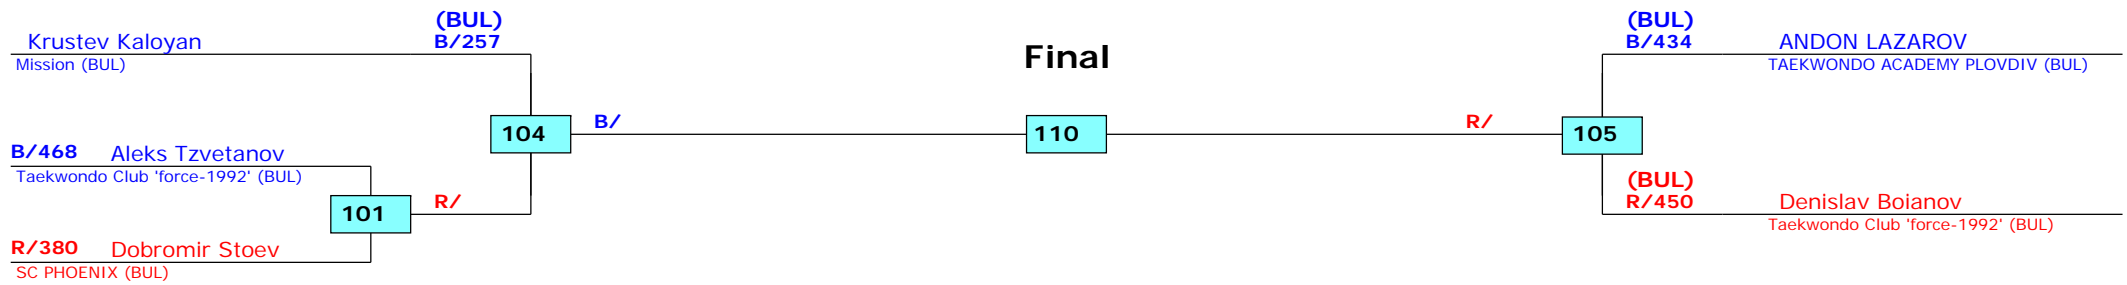 (BUL)
Krustev Kaloyan B/257
Mission (BUL)
B/468 Aleks Tzvetanov
Taekwondo Club 'force-1992' (BUL)
R/380 Dobromir Stoev
SC PHOENIX (BUL)
101
R/
104
B/
Final
110
R/
105
(BUL)
B/434 ANDON LAZAROV
TAEKWONDO ACADEMY PLOVDIV (BUL)
(BUL)
R/450 Denislav Boianov
Taekwondo Club 'force-1992' (BUL)